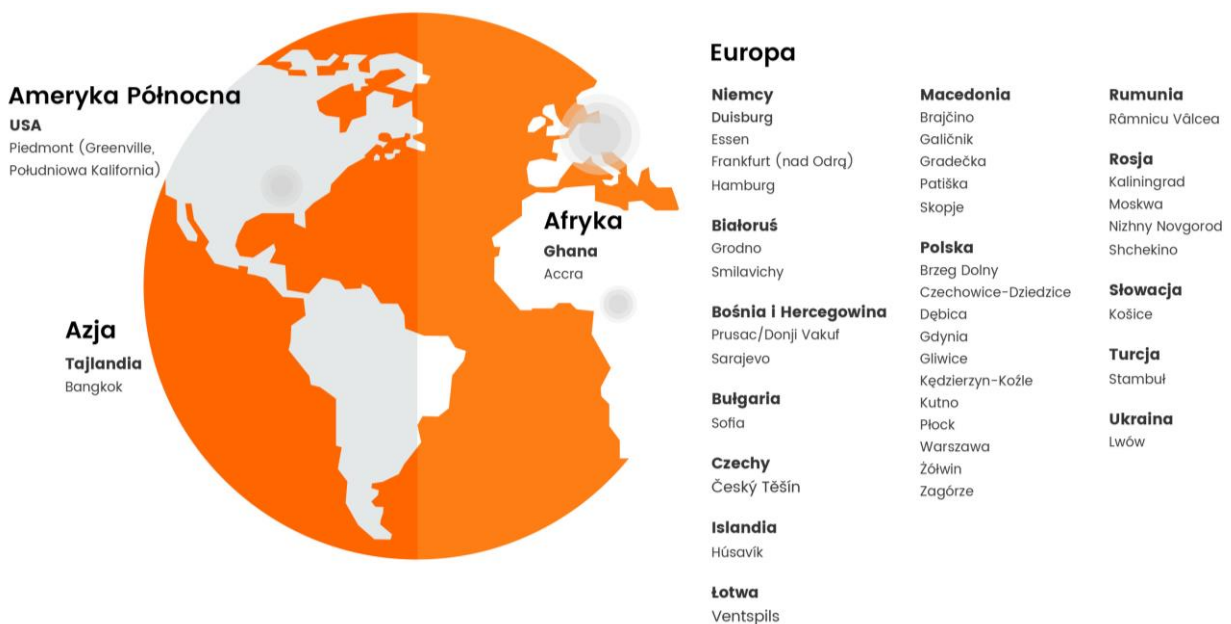 Ameryka Północna
USA
Piedmont (Greenville,
Południowa Kalifornia)
Azja
Tajlandia
Bangkok
Afryka
Ghana
Accra
Europa
Niemcy
Duisburg
Essen
Frankfurt (nad Odrą)
Hamburg
Białoruś
Grodno
Smilavichy
Bośnia i Hercegowina
Prusac/Donji Vakuf
Sarajevo
Bułgaria
Sofia
Czechy
Český Těšín
Islandia
Húsavík
Łotwa
Ventspils
Macedonia
Brajčino
Galičnik
Gradečka
Patiška
Skopje
Polska
Brzeg Dolny
Czechowice-Dziedzice
Dębica
Gdynia
Gliwice
Kędzierzyn-Koźle
Kutno
Płock
Warszawa
Żółwin
Zagórze
Rumunia
Râmnicu Vâlcea
Rosja
Kaliningrad
Moskwa
Nizhny Novgorod
Shchekino
Słowacja
Košice
Turcja
Stambuł
Ukraina
Lwów